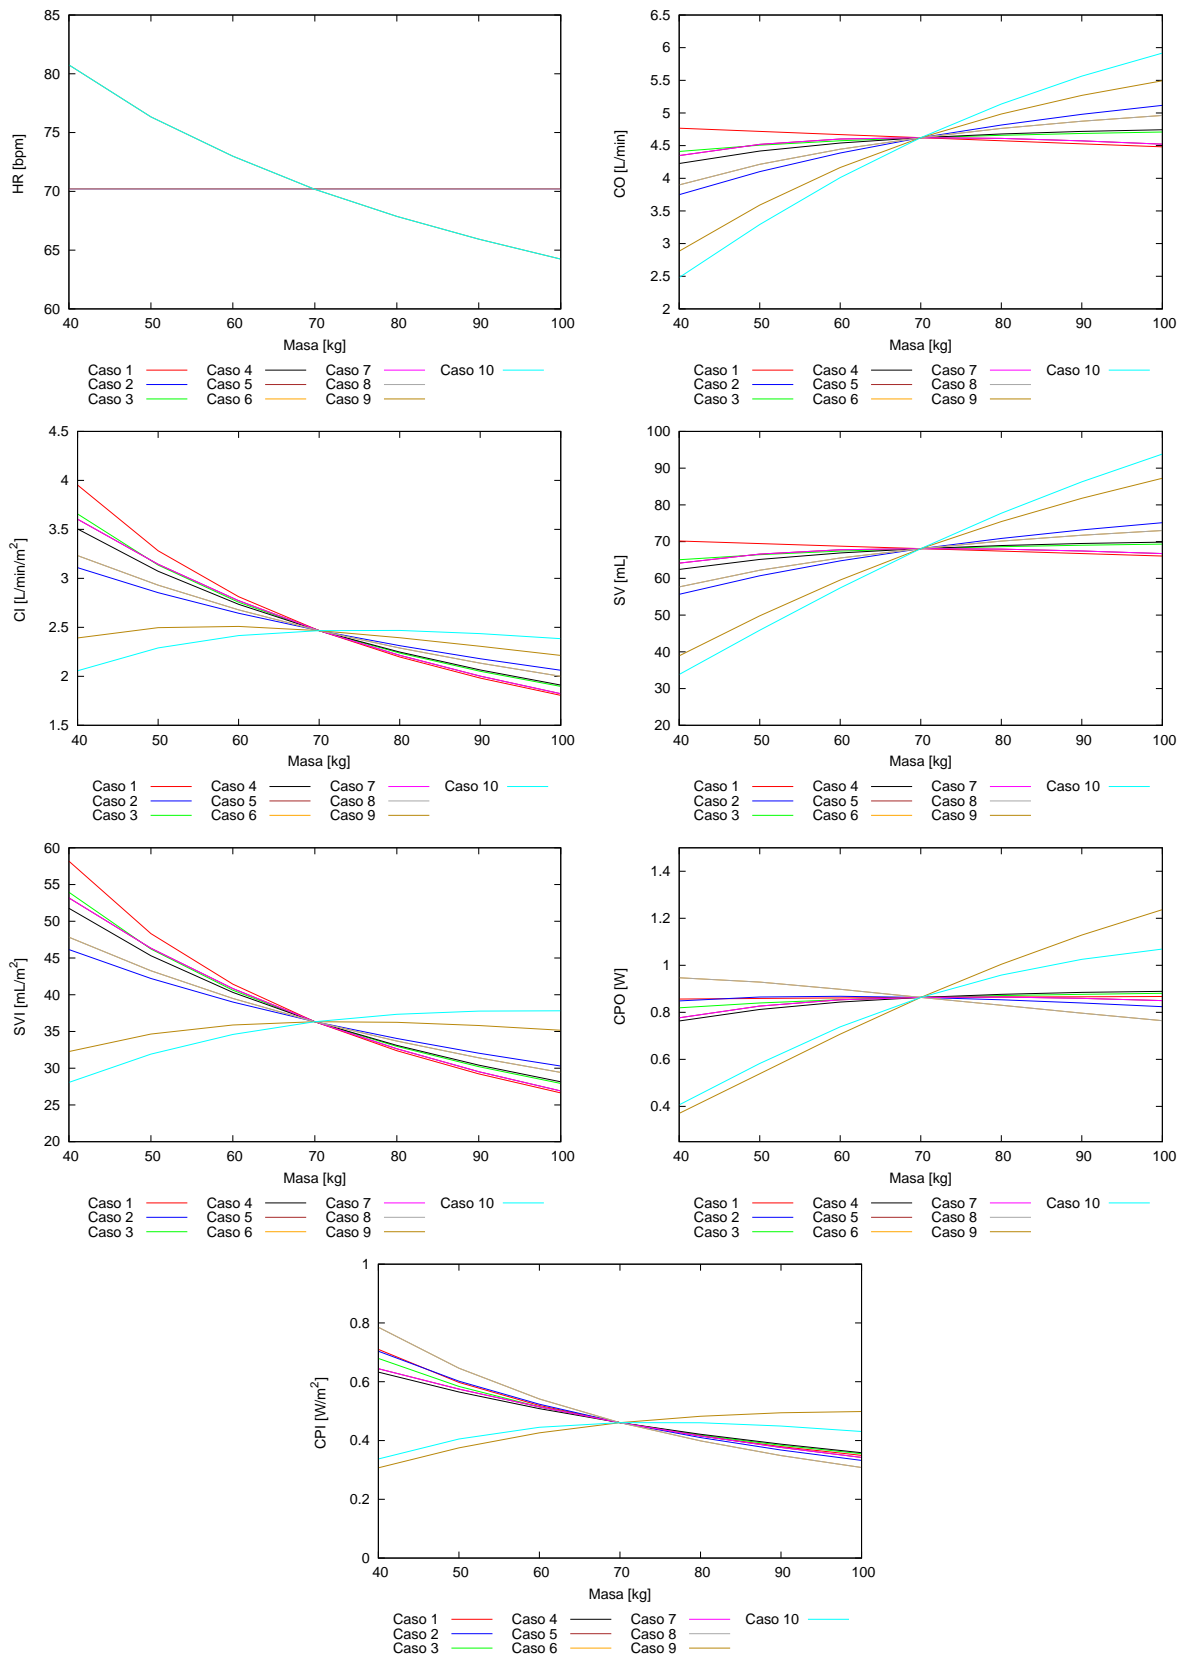 85
80
75
70
65
60
HR [bpm]
40 50 60 70 80 90 100
Masa [kg]
Caso 1 Caso 4 Caso 7 Caso 10
Caso 2 Caso 5 Caso 8
Caso 3 Caso 6 Caso 9
6.5
6
5.5
5
4.5
4
3.5
3
2.5
2
CO [L/min]
40 50 60 70 80 90 100
Masa [kg]
Caso 1 Caso 4 Caso 7 Caso 10
Caso 2 Caso 5 Caso 8
Caso 3 Caso 6 Caso 9
4.5
4
3.5
3
2.5
2
1.5
CI [L/min/m²]
40 50 60 70 80 90 100
Masa [kg]
Caso 1 Caso 4 Caso 7 Caso 10
Caso 2 Caso 5 Caso 8
Caso 3 Caso 6 Caso 9
100
90
80
70
60
50
40
30
20
SV [mL]
40 50 60 70 80 90 100
Masa [kg]
Caso 1 Caso 4 Caso 7 Caso 10
Caso 2 Caso 5 Caso 8
Caso 3 Caso 6 Caso 9
60
55
50
45
40
35
30
25
20
SVI [mL/m²]
40 50 60 70 80 90 100
Masa [kg]
Caso 1 Caso 4 Caso 7 Caso 10
Caso 2 Caso 5 Caso 8
Caso 3 Caso 6 Caso 9
1.4
1.2
1
0.8
0.6
0.4
CPO [W]
40 50 60 70 80 90 100
Masa [kg]
Caso 1 Caso 4 Caso 7 Caso 10
Caso 2 Caso 5 Caso 8
Caso 3 Caso 6 Caso 9
1
0.8
0.6
0.4
0.2
0
CPI [W/m²]
40 50 60 70 80 90 100
Masa [kg]
Caso 1 Caso 4 Caso 7 Caso 10
Caso 2 Caso 5 Caso 8
Caso 3 Caso 6 Caso 9